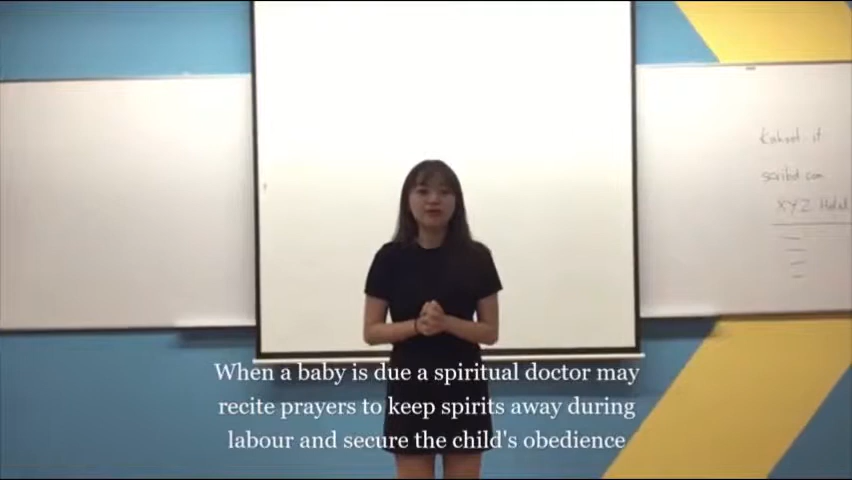 Kahoot. it
scribd.com
XYZ Hotel
When a baby is due a spiritual doctor may
recite prayers to keep spirits away during
labour and secure the child's obedience